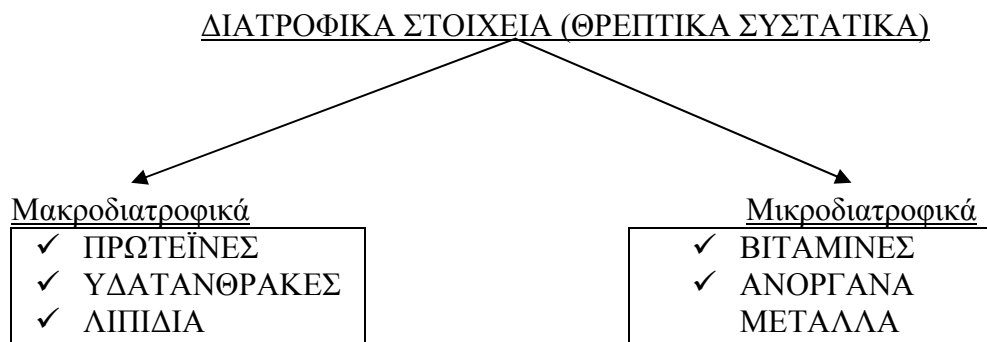 ΔΙΑΤΡΟΦΙΚΑ ΣΤΟΙΧΕΙΑ (ΘΡΕΠΤΙΚΑ ΣΥΣΤΑΤΙΚΑ)
Μακροδιατροφικά
✓ ΠΡΩΤΕΪΝΕΣ
✓ ΥΔΑΤΑΝΘΡΑΚΕΣ
✓ ΛΙΠΙΔΙΑ
Μικροδιατροφικά
✓ ΒΙΤΑΜΙΝΕΣ
✓ ΑΝΟΡΓΑΝΑ
ΜΕΤΑΛΛΑ